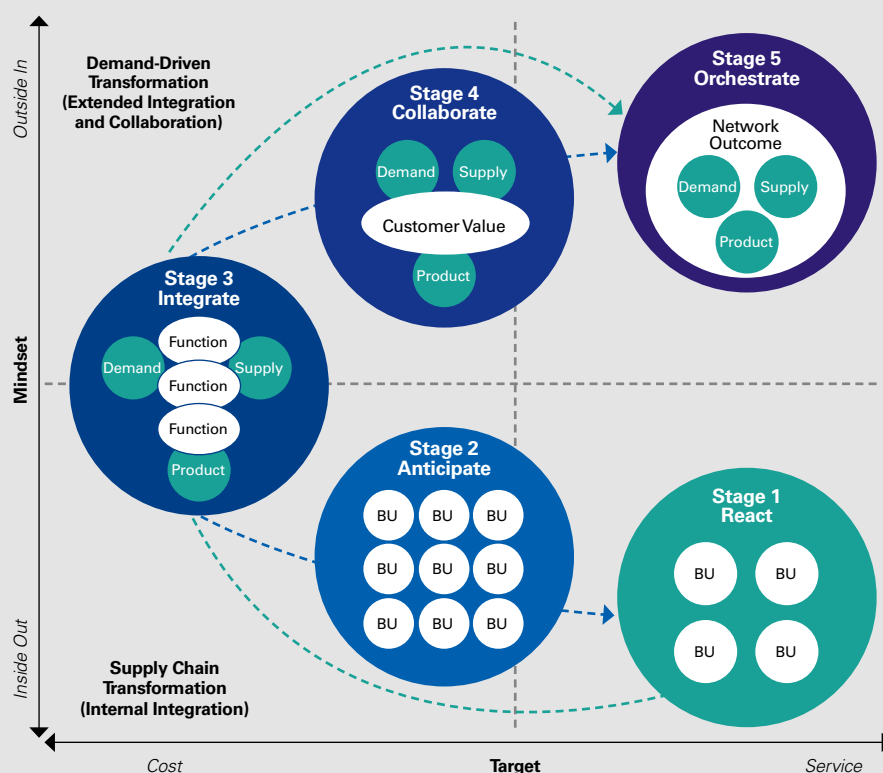 Outside In
Demand-Driven
Transformation
(Extended Integration
and Collaboration)
Stage 4
Collaborate
Demand
Supply
Customer Value
Product
Stage 5
Orchestrate
Network
Outcome
Demand
Supply
Product
Stage 3
Integrate
Function
Demand
Supply
Function
Function
Product
Mindset
Stage 2
Anticipate
BU BU BU
BU BU BU
BU BU BU
Stage 1
React
BU BU
BU BU
Inside Out
Supply Chain
Transformation
(Internal Integration)
Cost
Target
Service